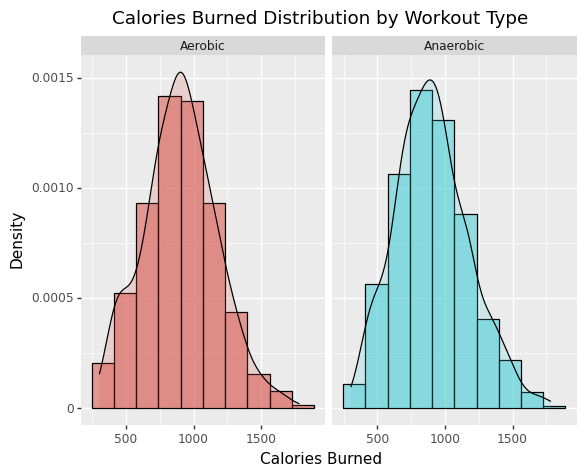 Calories Burned Distribution by Workout Type
Aerobic
Anaerobic
0.0015
0.0010
0.0005
0
Density
500
1000
1500
500
1000
1500
Calories Burned